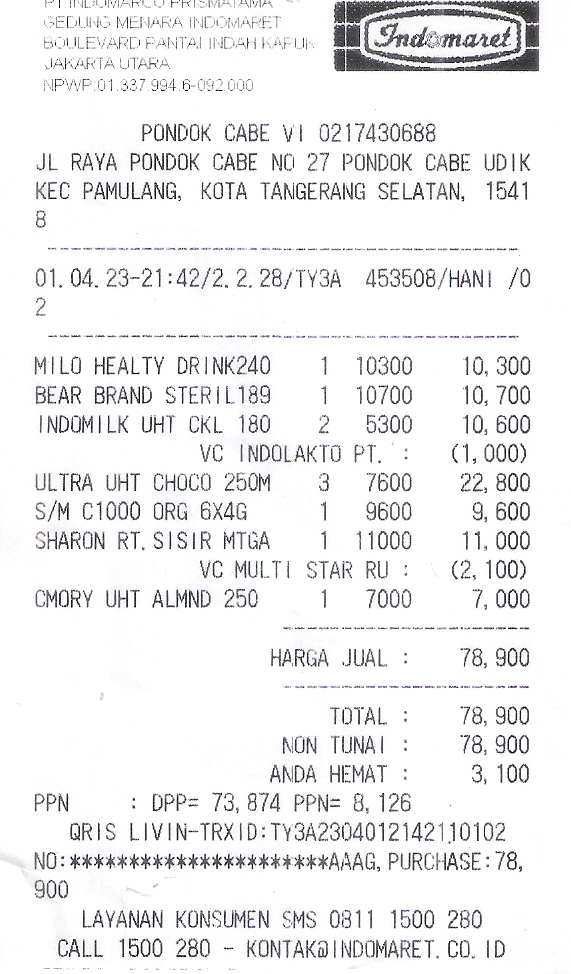 PT.INDOMARCO PRISMATAMA
GEDUNG MENARA INDOMARET
BOULEVARD PANTAI INDAH KAPUK
JAKARTA UTARA
NPWP:01.337.994.6-092.000
Indomaret
PONDOK CABE VI 0217430688
JL RAYA PONDOK CABE NO 27 PONDOK CABE UDIK
KEC PAMULANG, KOTA TANGERANG SELATAN, 1541
8
01.04.23-21:42/2.2.28/TY3A 453508/HANI /0
2
MILO HEALTY DRINK240 1 10300 10,300
BEAR BRAND STERIL189 1 10700 10,700
INDOMILK UHT CKL 180 2 5300 10,600
VC INDOLAKTO PT. : (1,000)
ULTRA UHT CHOCO 250M 3 7600 22,800
S/M C1000 ORG 6X4G 1 9600 9,600
SHARON RT.SISIR MTGA 1 11000 11,000
VC MULTI STAR RU : (2,100)
CMORY UHT ALMND 250 1 7000 7,000
HARGA JUAL : 78,900
TOTAL : 78,900
NON TUNAI : 78,900
ANDA HEMAT : 3,100
PPN : DPP= 73,874 PPN= 8,126
QRIS LIVIN-TRXID:TY3A230401214211​0102
NO:**********************AAAG,PURCHASE:78,
900
LAYANAN KONSUMEN SMS 0811 1500 280
CALL 1500 280 - KONTAK@INDOMARET.CO.ID